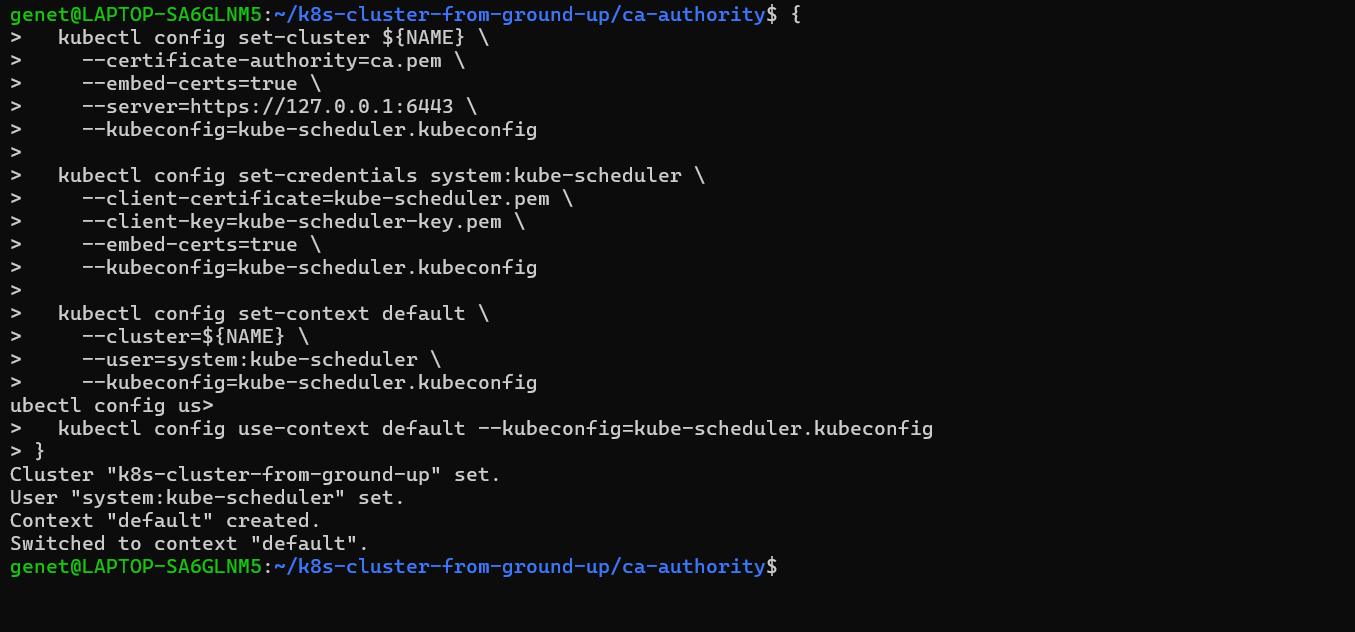 genet@LAPTOP-SA6GLNM5:~/k8s-cluster-from-ground-up/ca-authority$ {
>   kubectl config set-cluster ${NAME} \
>     --certificate-authority=ca.pem \
>     --embed-certs=true \
>     --server=https://127.0.0.1:6443 \
>     --kubeconfig=kube-scheduler.kubeconfig
>
>   kubectl config set-credentials system:kube-scheduler \
>     --client-certificate=kube-scheduler.pem \
>     --client-key=kube-scheduler-key.pem \
>     --embed-certs=true \
>     --kubeconfig=kube-scheduler.kubeconfig
>
>   kubectl config set-context default \
>     --cluster=${NAME} \
>     --user=system:kube-scheduler \
>     --kubeconfig=kube-scheduler.kubeconfig
ubectl config us>
>   kubectl config use-context default --kubeconfig=kube-scheduler.kubeconfig
> }
Cluster "k8s-cluster-from-ground-up" set.
User "system:kube-scheduler" set.
Context "default" created.
Switched to context "default".
genet@LAPTOP-SA6GLNM5:~/k8s-cluster-from-ground-up/ca-authority$